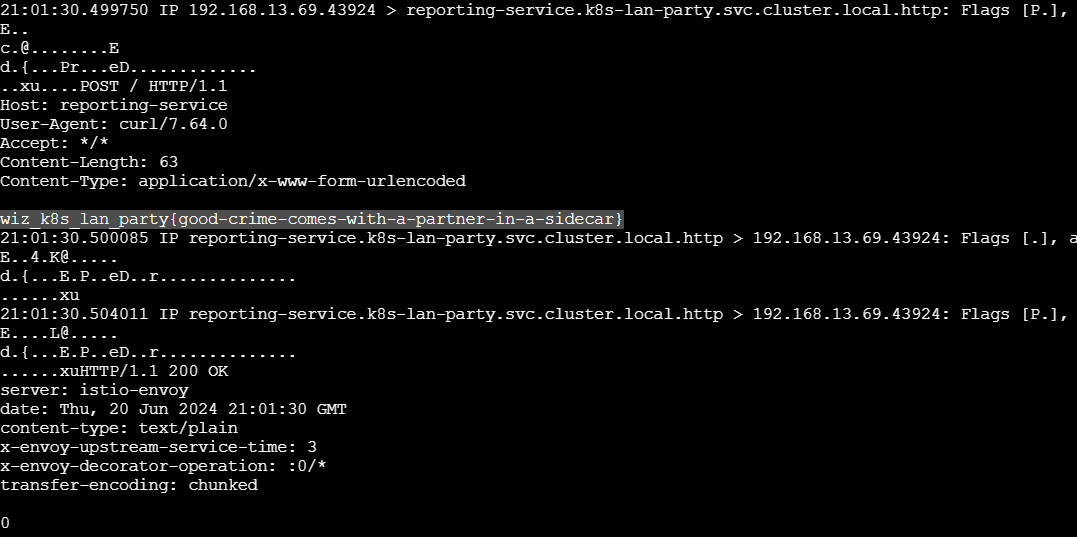 21:01:30.499750 IP 192.168.13.69.43924 > reporting-service.k8s-lan-party.svc.cluster.local.http: Flags [P.],
E..
c.@........E
d.{...Pr...eD.............
..xu....POST / HTTP/1.1
Host: reporting-service
User-Agent: curl/7.64.0
Accept: */*
Content-Length: 63
Content-Type: application/x-www-form-urlencoded

wiz_k8s_lan_party{good-crime-comes-with-a-partner-in-a-sidecar}
21:01:30.500085 IP reporting-service.k8s-lan-party.svc.cluster.local.http > 192.168.13.69.43924: Flags [.], a
E..4.K@.....
d.{...E.P..eD..r..............
......xu
21:01:30.504011 IP reporting-service.k8s-lan-party.svc.cluster.local.http > 192.168.13.69.43924: Flags [P.],
E....L@.....
d.{...E.P..eD..r..............
......xuHTTP/1.1 200 OK
server: istio-envoy
date: Thu, 20 Jun 2024 21:01:30 GMT
content-type: text/plain
x-envoy-upstream-service-time: 3
x-envoy-decorator-operation: :0/*
transfer-encoding: chunked

0